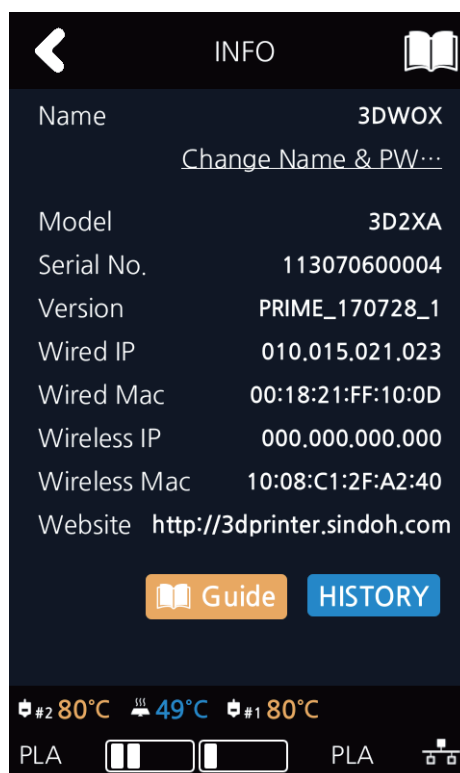 INFO
Name 3DWOX
Change Name & PW...
Model 3D2XA
Serial No. 113070600004
Version PRIME_170728_1
Wired IP 010.015.021.023
Wired Mac 00:18:21:FF:10:0D
Wireless IP 000.000.000.000
Wireless Mac 10:08:C1:2F:A2:40
Website http://3dprinter.sindoh.com
Guide HISTORY
#2 80°C 49°C #1 80°C
PLA PLA